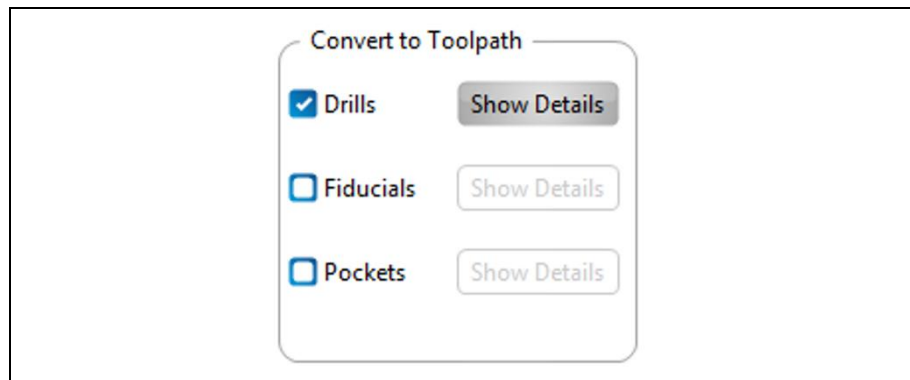 Convert to Toolpath
Drills Show Details
Fiducials Show Details
Pockets Show Details